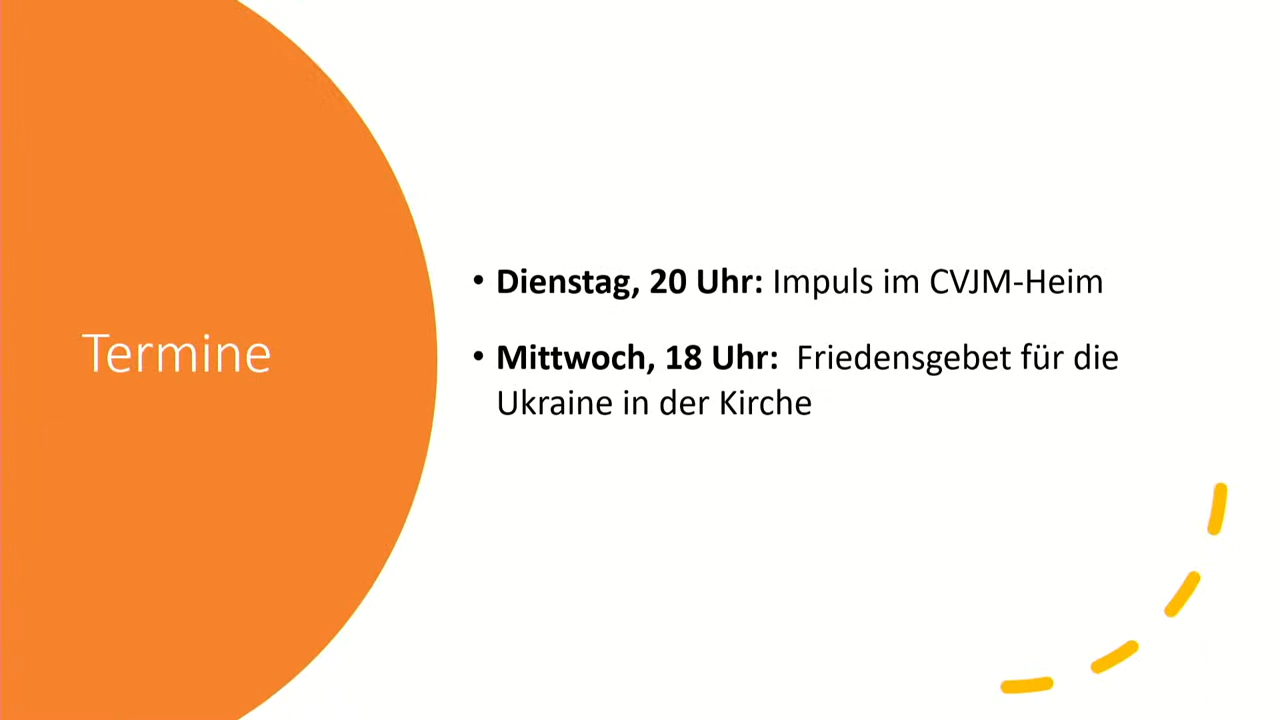 Termine
• Dienstag, 20 Uhr: Impuls im CVJM-Heim
• Mittwoch, 18 Uhr:  Friedensgebet für die
Ukraine in der Kirche